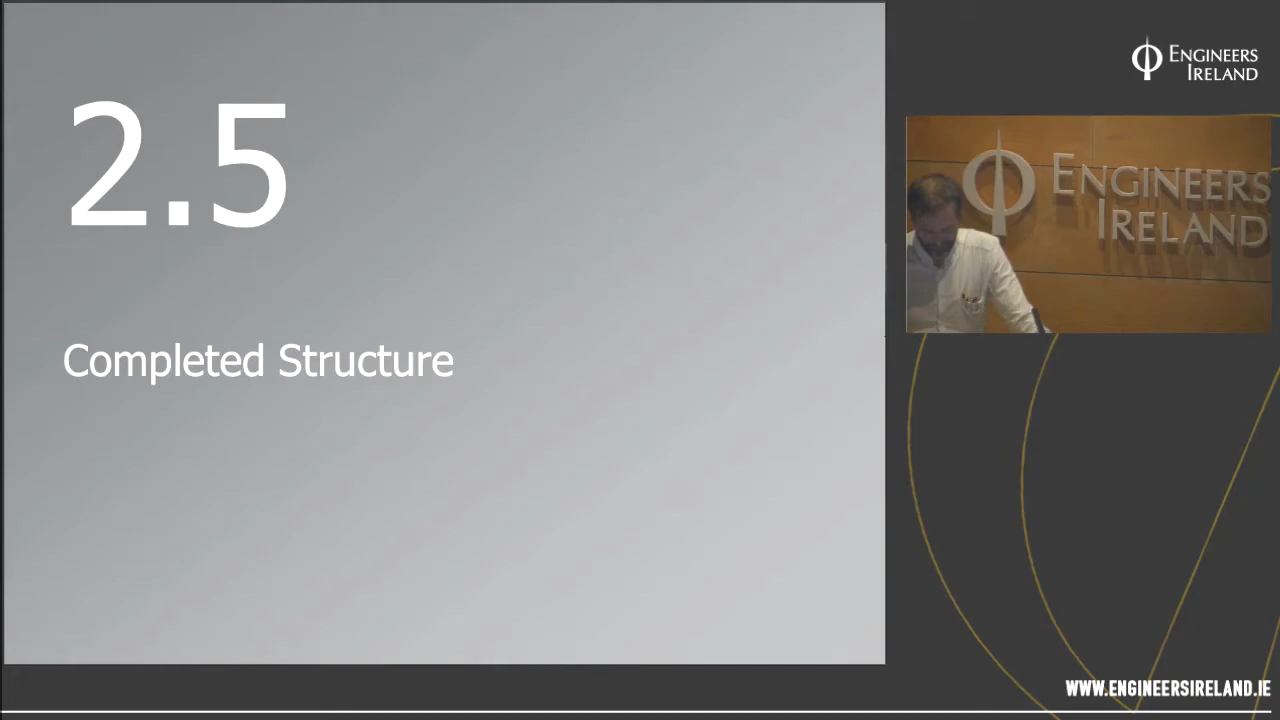 2.5
Completed Structure
ENGINEERS
IRELAND
ENGINEERS
IRELAND
WWW.ENGINEERSIRELAND.IE